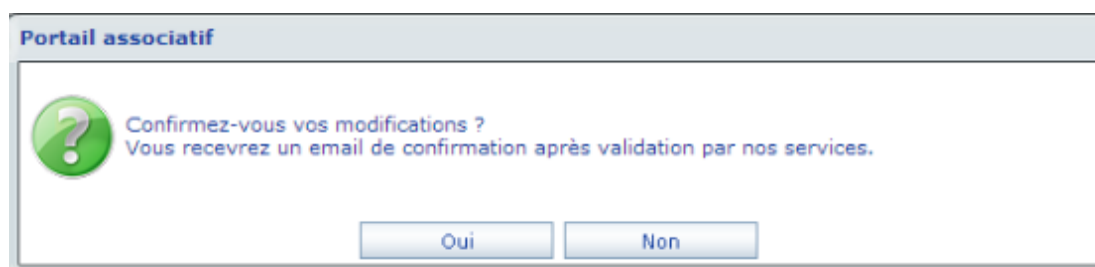 Portail associatif
Confirmez-vous vos modifications ?
Vous recevrez un email de confirmation après validation par nos services.
Oui
Non